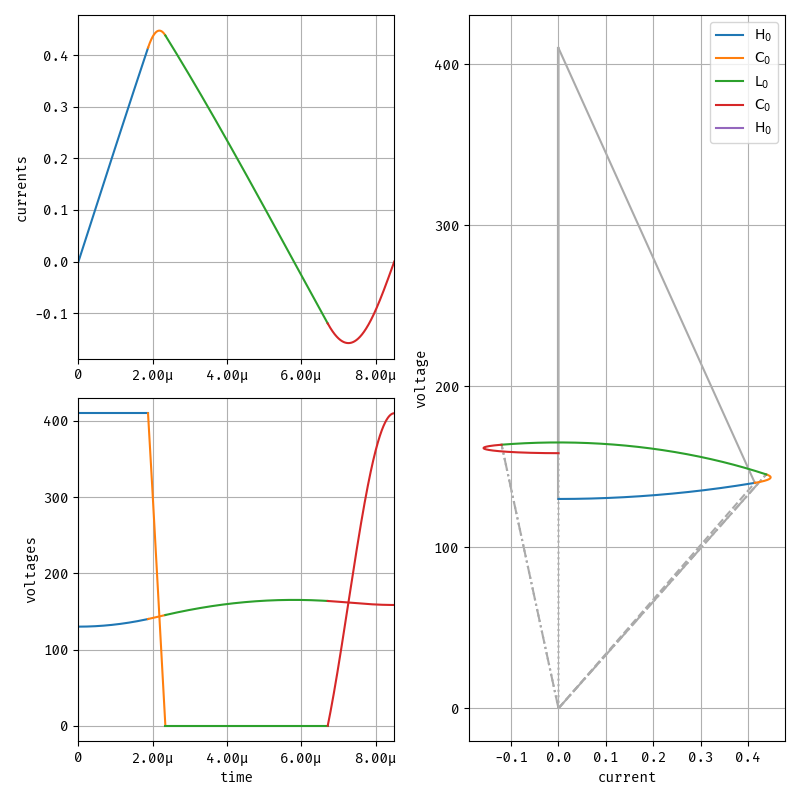 currents
0.4
0.3
0.2
0.1
0.0
-0.1
0 2.00µ 4.00µ 6.00µ 8.00µ
voltages
400
300
200
100
0
0 2.00µ 4.00µ 6.00µ 8.00µ
time
voltage
400
300
200
100
0
-0.1 0.0 0.1 0.2 0.3 0.4
current
H₀
C₀
L₀
C₀
H₀